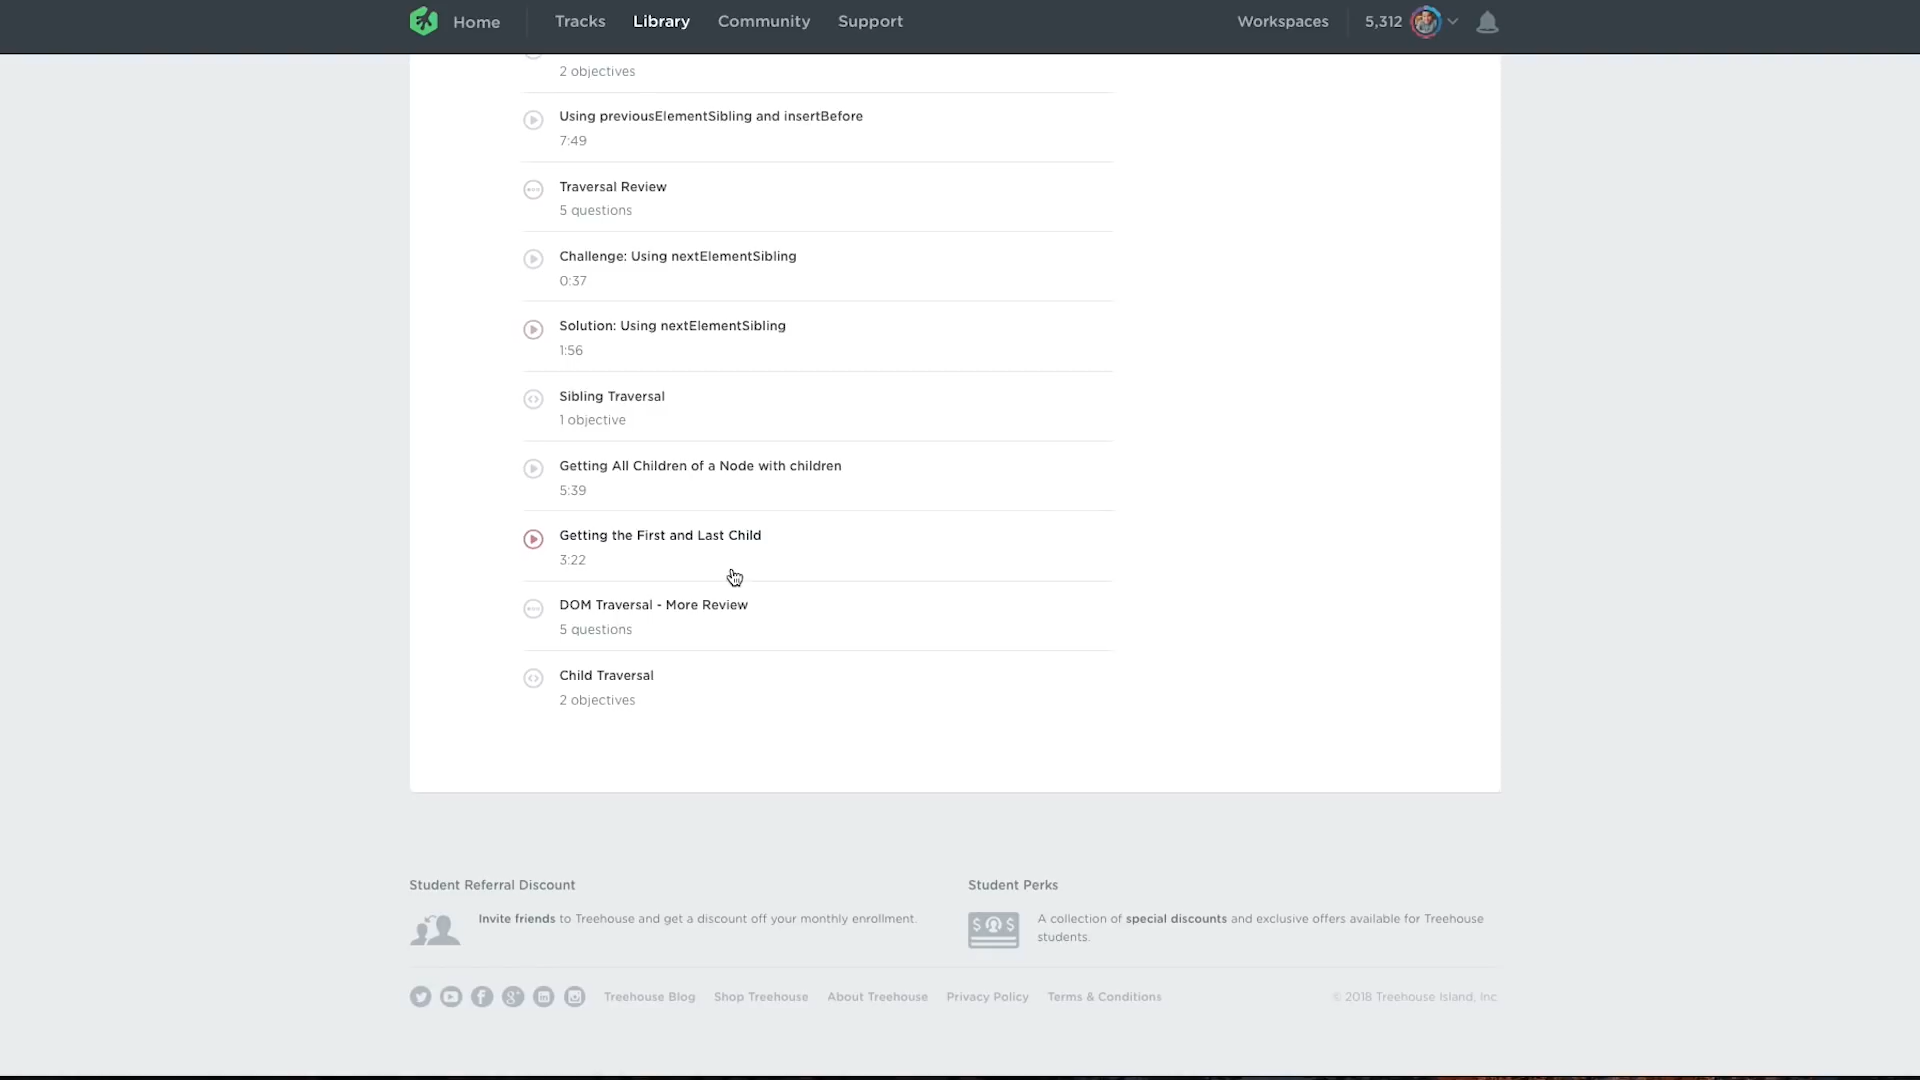 Home Tracks Library Community Support Workspaces 5,312
2 objectives
Using previousElementSibling and insertBefore
7:49
Traversal Review
5 questions
Challenge: Using nextElementSibling
0:37
Solution: Using nextElementSibling
1:56
Sibling Traversal
1 objective
Getting All Children of a Node with children
5:39
Getting the First and Last Child
3:22
DOM Traversal - More Review
5 questions
Child Traversal
2 objectives
Student Referral Discount
Invite friends to Treehouse and get a discount off your monthly enrollment.
Student Perks
A collection of special discounts and exclusive offers available for Treehouse
students.
Treehouse Blog Shop Treehouse About Treehouse Privacy Policy Terms & Conditions © 2018 Treehouse Island, Inc